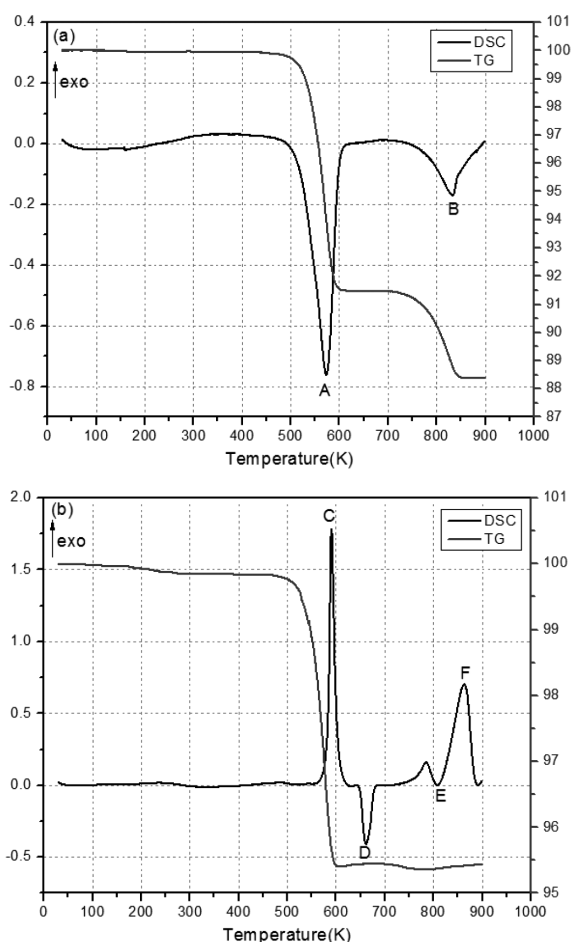 (a)
exo
DSC
TG
0.4
0.2
0.0
-0.2
-0.4
-0.6
-0.8
101
100
99
98
97
96
95
94
93
92
91
90
89
88
87
A
B
0 100 200 300 400 500 600 700 800 900 1000
Temperature(K)
(b)
exo
DSC
TG
2.0
1.5
1.0
0.5
0.0
-0.5
101
100
99
98
97
96
95
C
D
E
F
0 100 200 300 400 500 600 700 800 900 1000
Temperature(K)